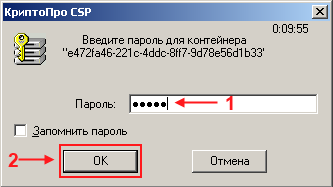 КриптоПро CSP
0:09:55
Введите пароль для контейнера
"e472fa46-221c-4ddc-8ff7-9d78e56d1b33'
Пароль: ●●●●● 1
Запомнить пароль
2 OK Отмена